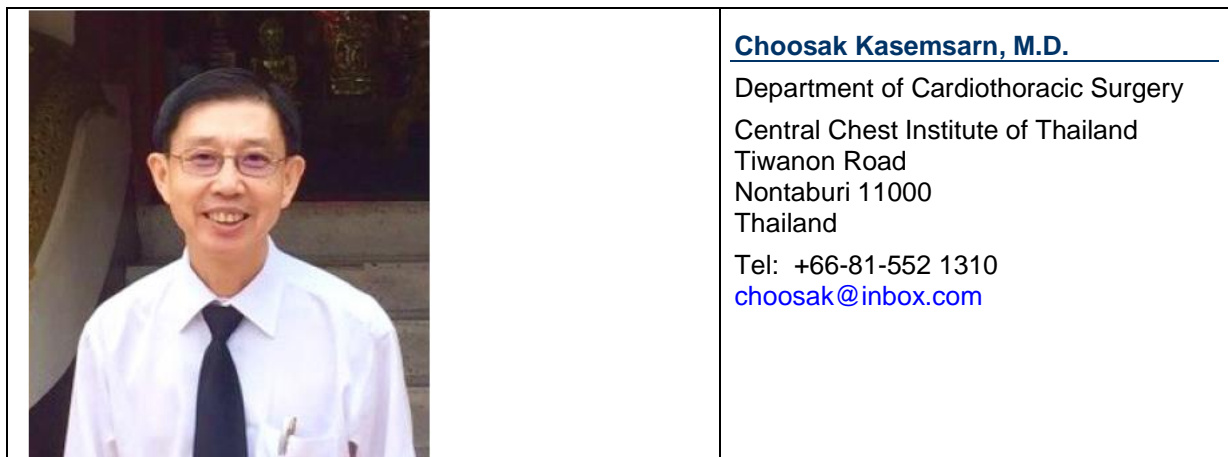 Choosak Kasemsarn, M.D.
Department of Cardiothoracic Surgery
Central Chest Institute of Thailand
Tiwanon Road
Nontaburi 11000
Thailand
Tel:  +66-81-552 1310
choosak@inbox.com